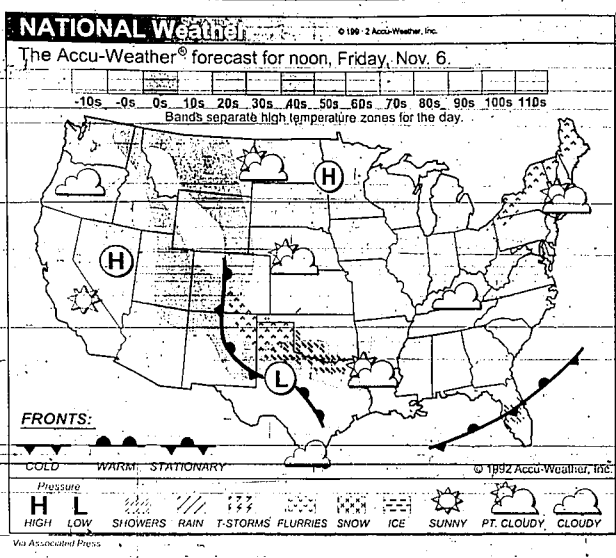 NATIONAL Weather
© 199 2 Accu-Weather, Inc.
The Accu-Weather® forecast for noon, Friday, Nov. 6.
-10s -0s 0s 10s 20s 30s 40s 50s 60s 70s 80s 90s 100s 110s
Bands separate high temperature zones for the day.
H
H
L
FRONTS:
COLD WARM STATIONARY
© 1992 Accu-Weather, Inc.
Pressure
H L
HIGH LOW SHOWERS RAIN T-STORMS FLURRIES SNOW ICE SUNNY PT. CLOUDY CLOUDY
Via Associated Press